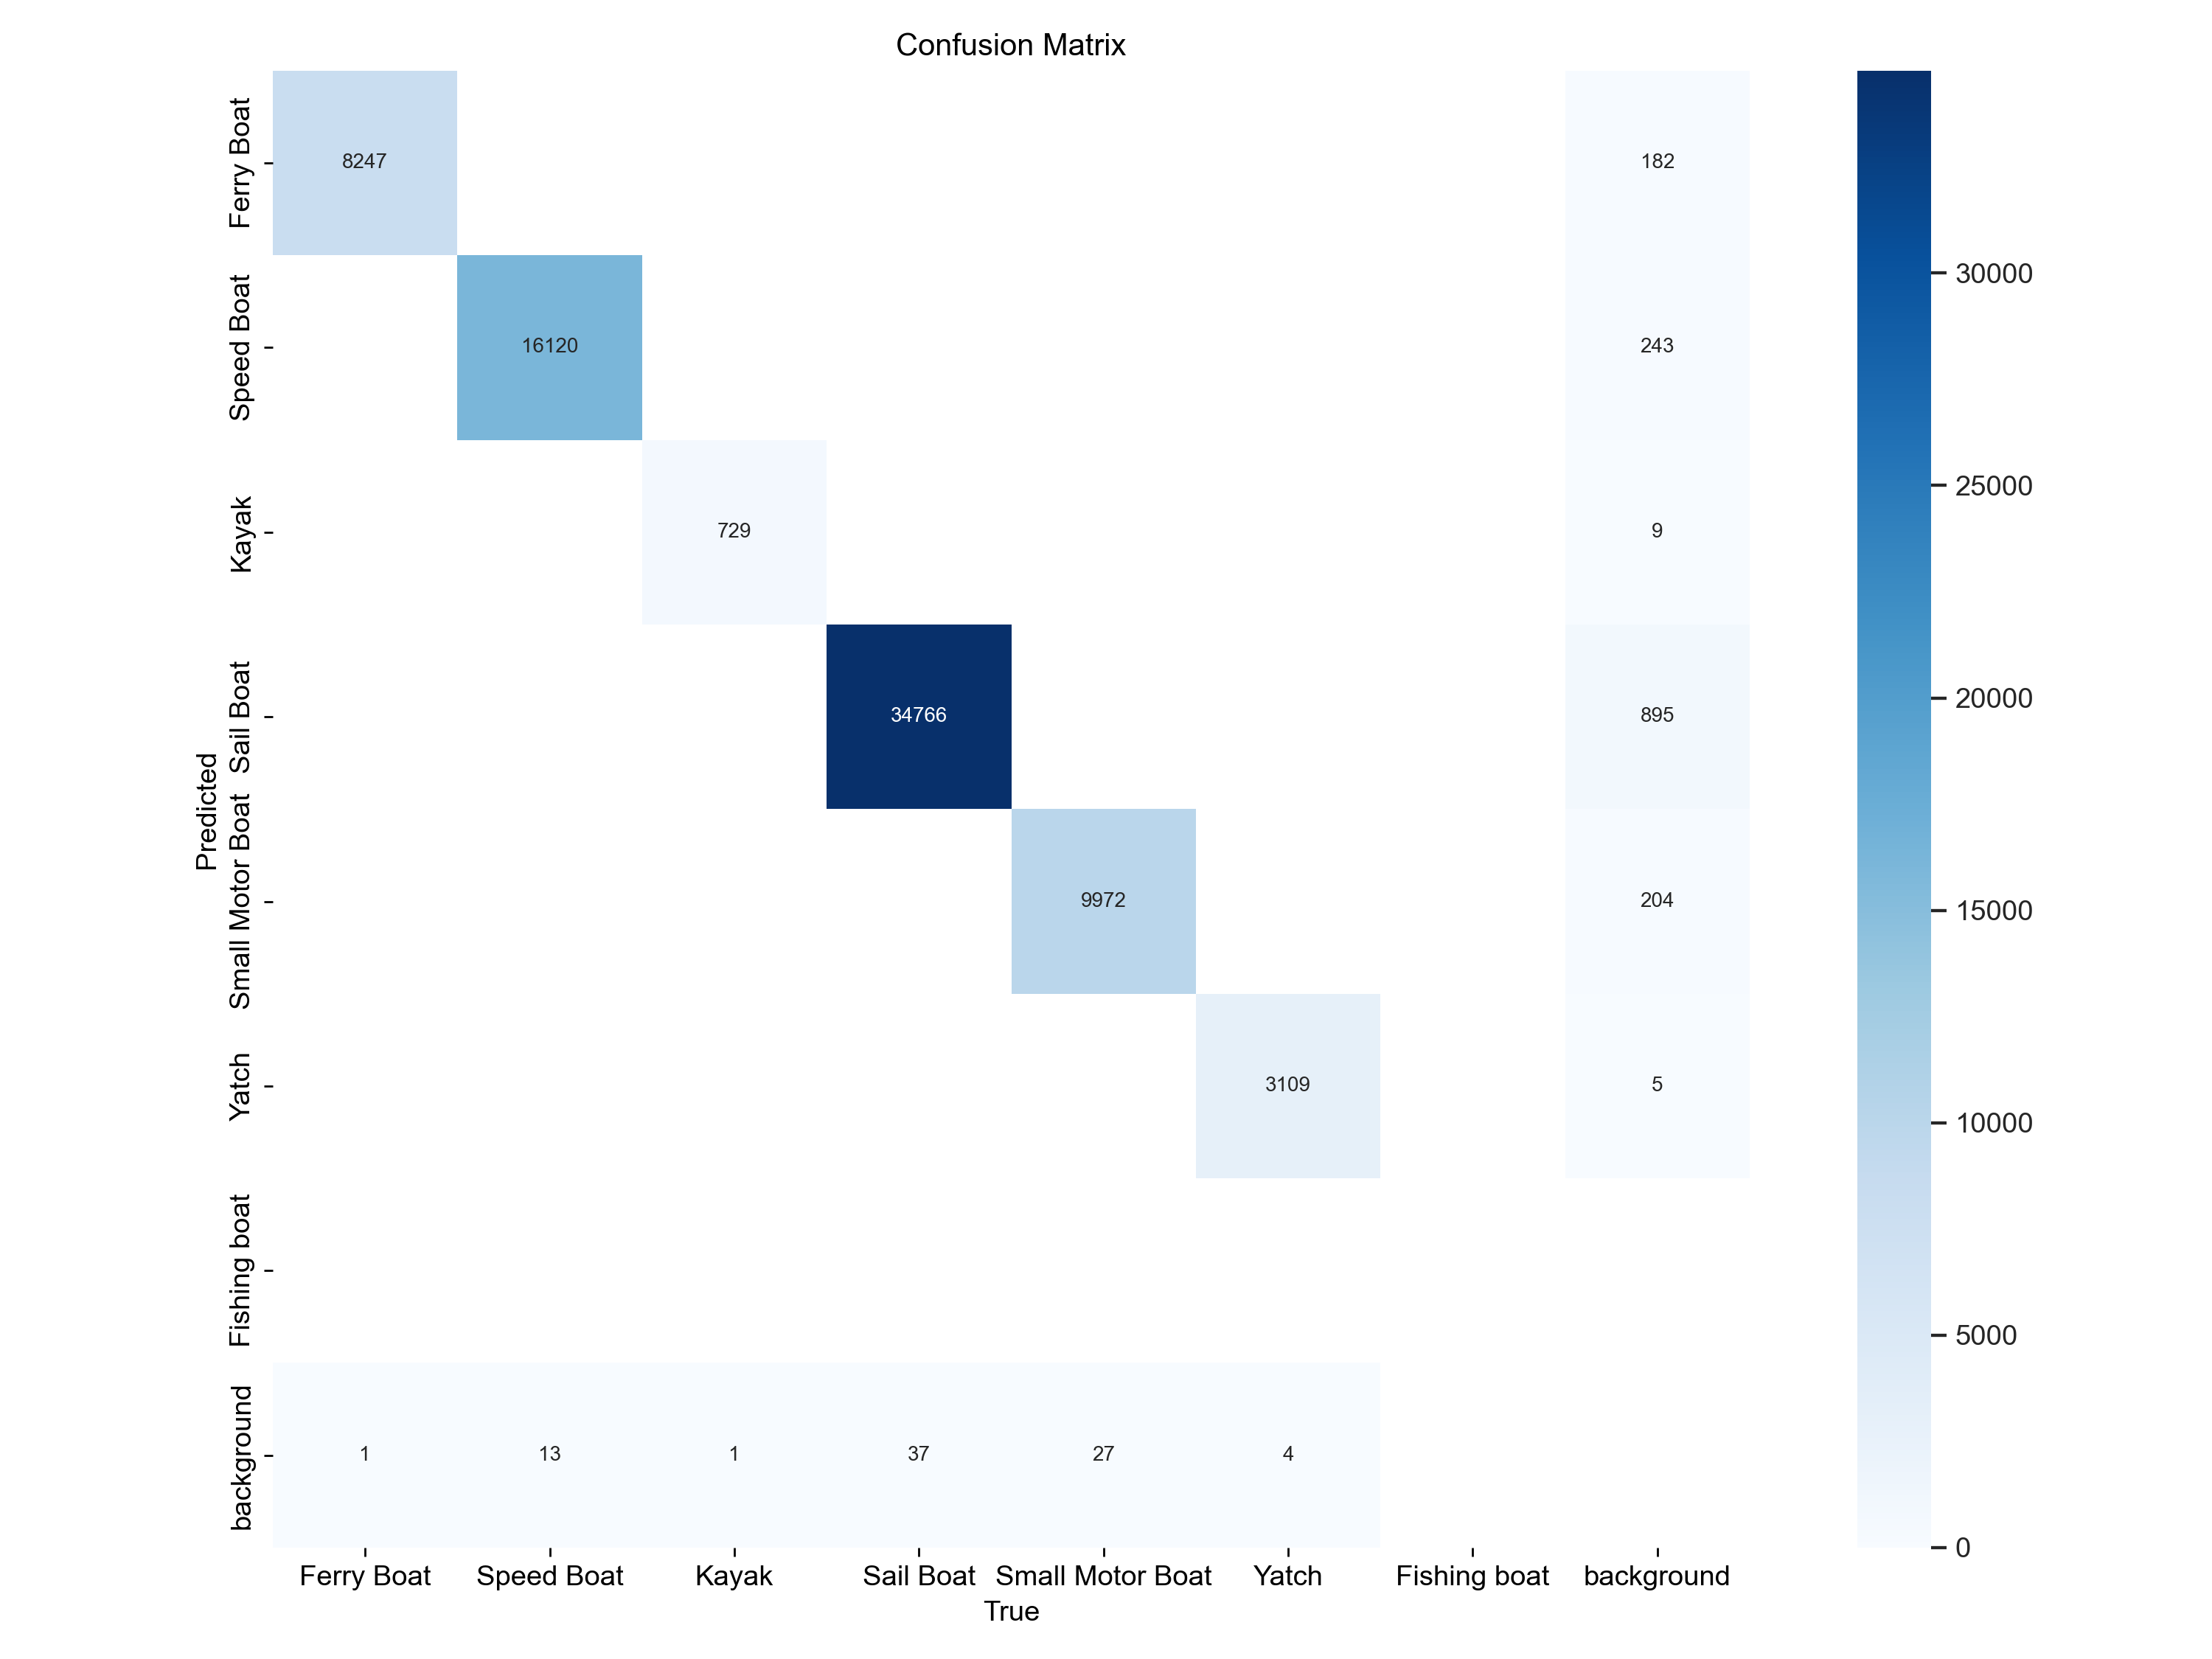 Confusion Matrix
Ferry Boat
8247
182
Speed Boat
16120
243
30000
Kayak
729
9
25000
Sail Boat
34766
895
20000
Predicted
Small Motor Boat
9972
204
15000
Yatch
3109
5
10000
Fishing boat
5000
background
1
13
1
37
27
4
0
Ferry Boat Speed Boat Kayak Sail Boat Small Motor Boat Yatch Fishing boat background
True